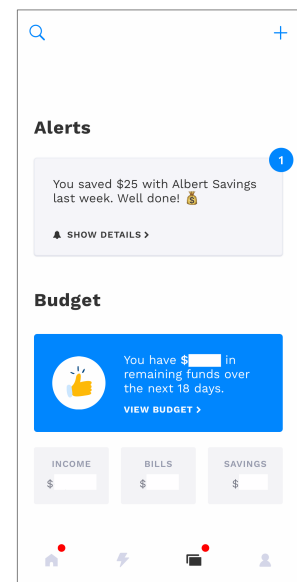 Alerts
1
You saved $25 with Albert Savings
last week. Well done! 💰
SHOW DETAILS >
Budget
You have $ in
remaining funds over
the next 18 days.
VIEW BUDGET >
INCOME BILLS SAVINGS
$ $ $